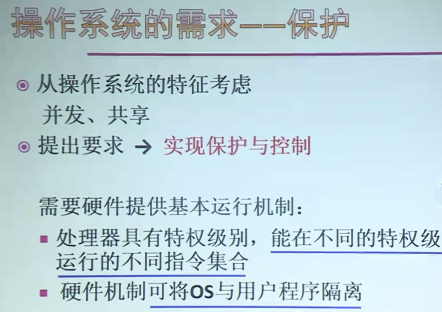 操作系统的需求——保护
从操作系统的特征考虑
并发、共享
提出要求 → 实现保护与控制
需要硬件提供基本运行机制：
处理器具有特权级别，能在不同的特权级
运行的不同指令集合
硬件机制可将OS与用户程序隔离